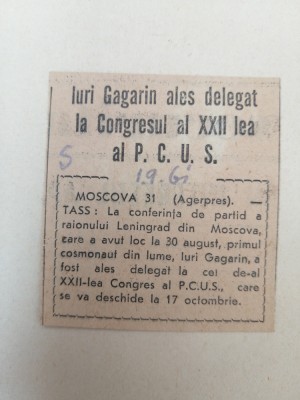 Iuri Gagarin ales delegat
la Congresul al XXII lea
al P. C. U. S.
S 1.9.61
MOSCOVA 31 (Agerpres). —
TASS : La conferința de partid a
raionului Leningrad din Moscova,
care a avut loc la 30 august, primul
cosmonaut din lume, Iuri Gagarin, a
fost ales delegat la cel de-al
XXII-lea Congres al P.C.U.S., care
se va deschide la 17 octombrie.